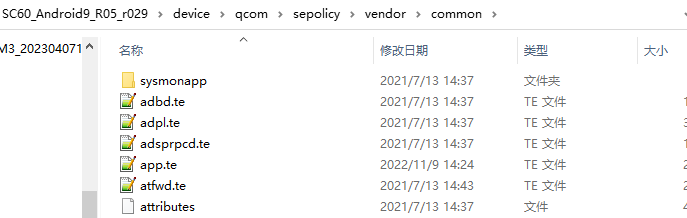 SC60_Android9_R05_r029 > device > qcom > sepolicy > vendor > common >
M3_202304071
名称 修改日期 类型 大小
sysmonapp 2021/7/13 14:37 文件夹
adbd.te 2021/7/13 14:37 TE 文件 1
adpl.te 2021/7/13 14:37 TE 文件 3
adsprpcd.te 2021/7/13 14:37 TE 文件 1
app.te 2022/11/9 14:24 TE 文件 2
atfwd.te 2021/7/13 14:43 TE 文件 2
attributes 2021/7/13 14:37 文件 4